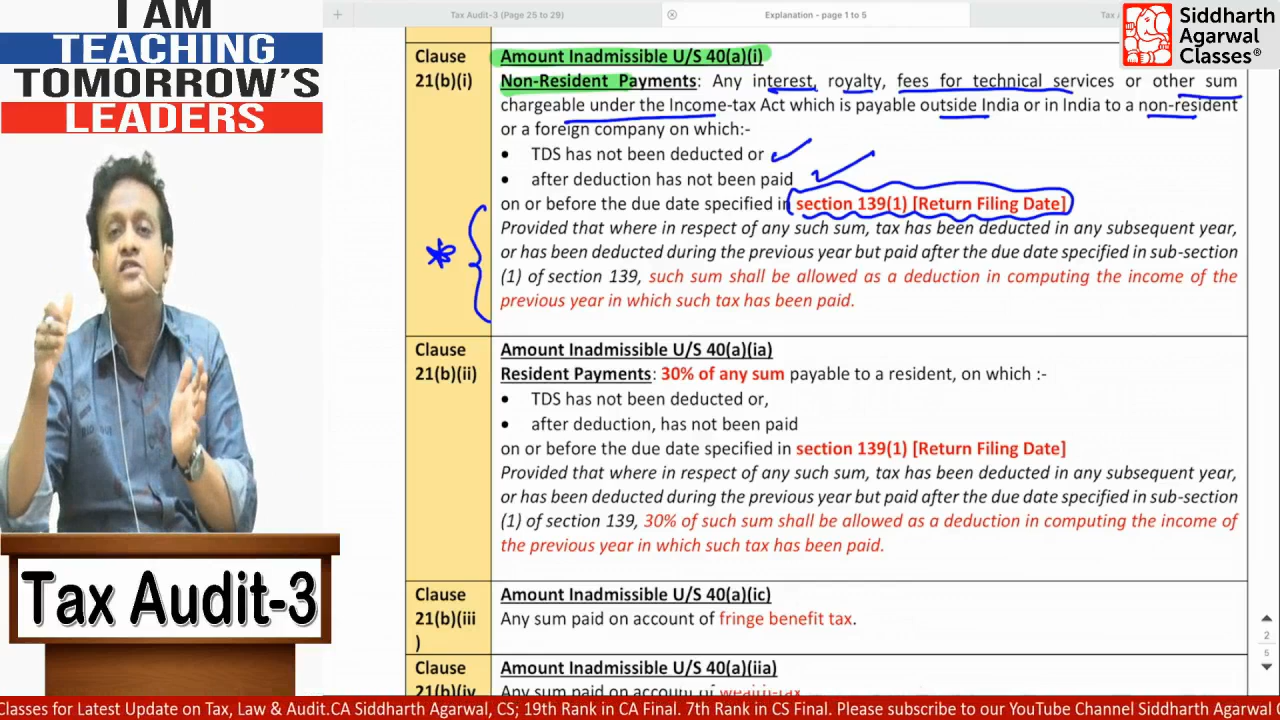 I AM
TEACHING
TOMORROW'S
LEADERS
Tax Audit-3 (Page 25 to 29)
Explanation - page 1 to 5
Tax Au
Siddharth
Agarwal
Classes®
Clause
21(b)(i)
Amount Inadmissible U/S 40(a)(i)
Non-Resident Payments: Any interest, royalty, fees for technical services or other sum
chargeable under the Income-tax Act which is payable outside India or in India to a non-resident
or a foreign company on which:-
• TDS has not been deducted or
• after deduction has not been paid
on or before the due date specified in section 139(1) [Return Filing Date]
Provided that where in respect of any such sum, tax has been deducted in any subsequent year,
or has been deducted during the previous year but paid after the due date specified in sub-section
(1) of section 139, such sum shall be allowed as a deduction in computing the income of the
previous year in which such tax has been paid.
Clause
21(b)(ii)
Amount Inadmissible U/S 40(a)(ia)
Resident Payments: 30% of any sum payable to a resident, on which :-
• TDS has not been deducted or,
• after deduction, has not been paid
on or before the due date specified in section 139(1) [Return Filing Date]
Provided that where in respect of any such sum, tax has been deducted in any subsequent year,
or has been deducted during the previous year but paid after the due date specified in sub-section
(1) of section 139, 30% of such sum shall be allowed as a deduction in computing the income of
the previous year in which such tax has been paid.
Clause
21(b)(iii
)
Amount Inadmissible U/S 40(a)(ic)
Any sum paid on account of fringe benefit tax.
Clause
21(b)(iv
Amount Inadmissible U/S 40(a)(iia)
Any sum paid on account of wealth-tax
2
5
Tax Audit-3
Classes for Latest Update on Tax, Law & Audit.CA Siddharth Agarwal, CS; 19th Rank in CA Final. 7th Rank in CS Final. Please subscribe to our YouTube Channel Siddharth Agarwal C